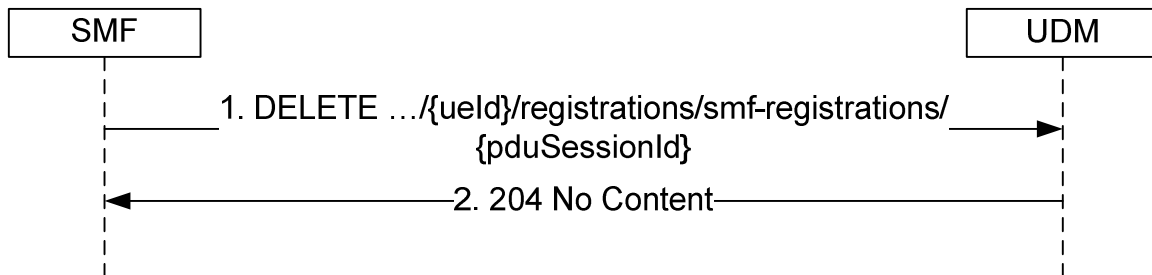 SMF
UDM
1. DELETE …/{ueId}/registrations/smf-registrations/
{pduSessionId}
2. 204 No Content